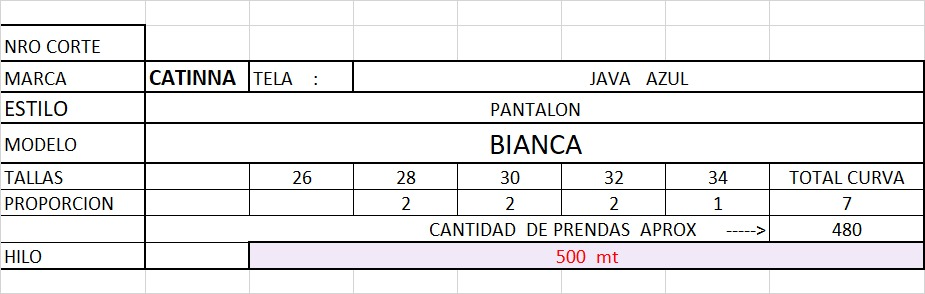 NRO CORTE
MARCA CATINNA TELA : JAVA AZUL
ESTILO PANTALON
MODELO BIANCA
TALLAS 26 28 30 32 34 TOTAL CURVA
PROPORCION 2 2 2 1 7
CANTIDAD DE PRENDAS APROX -----> 480
HILO 500 mt